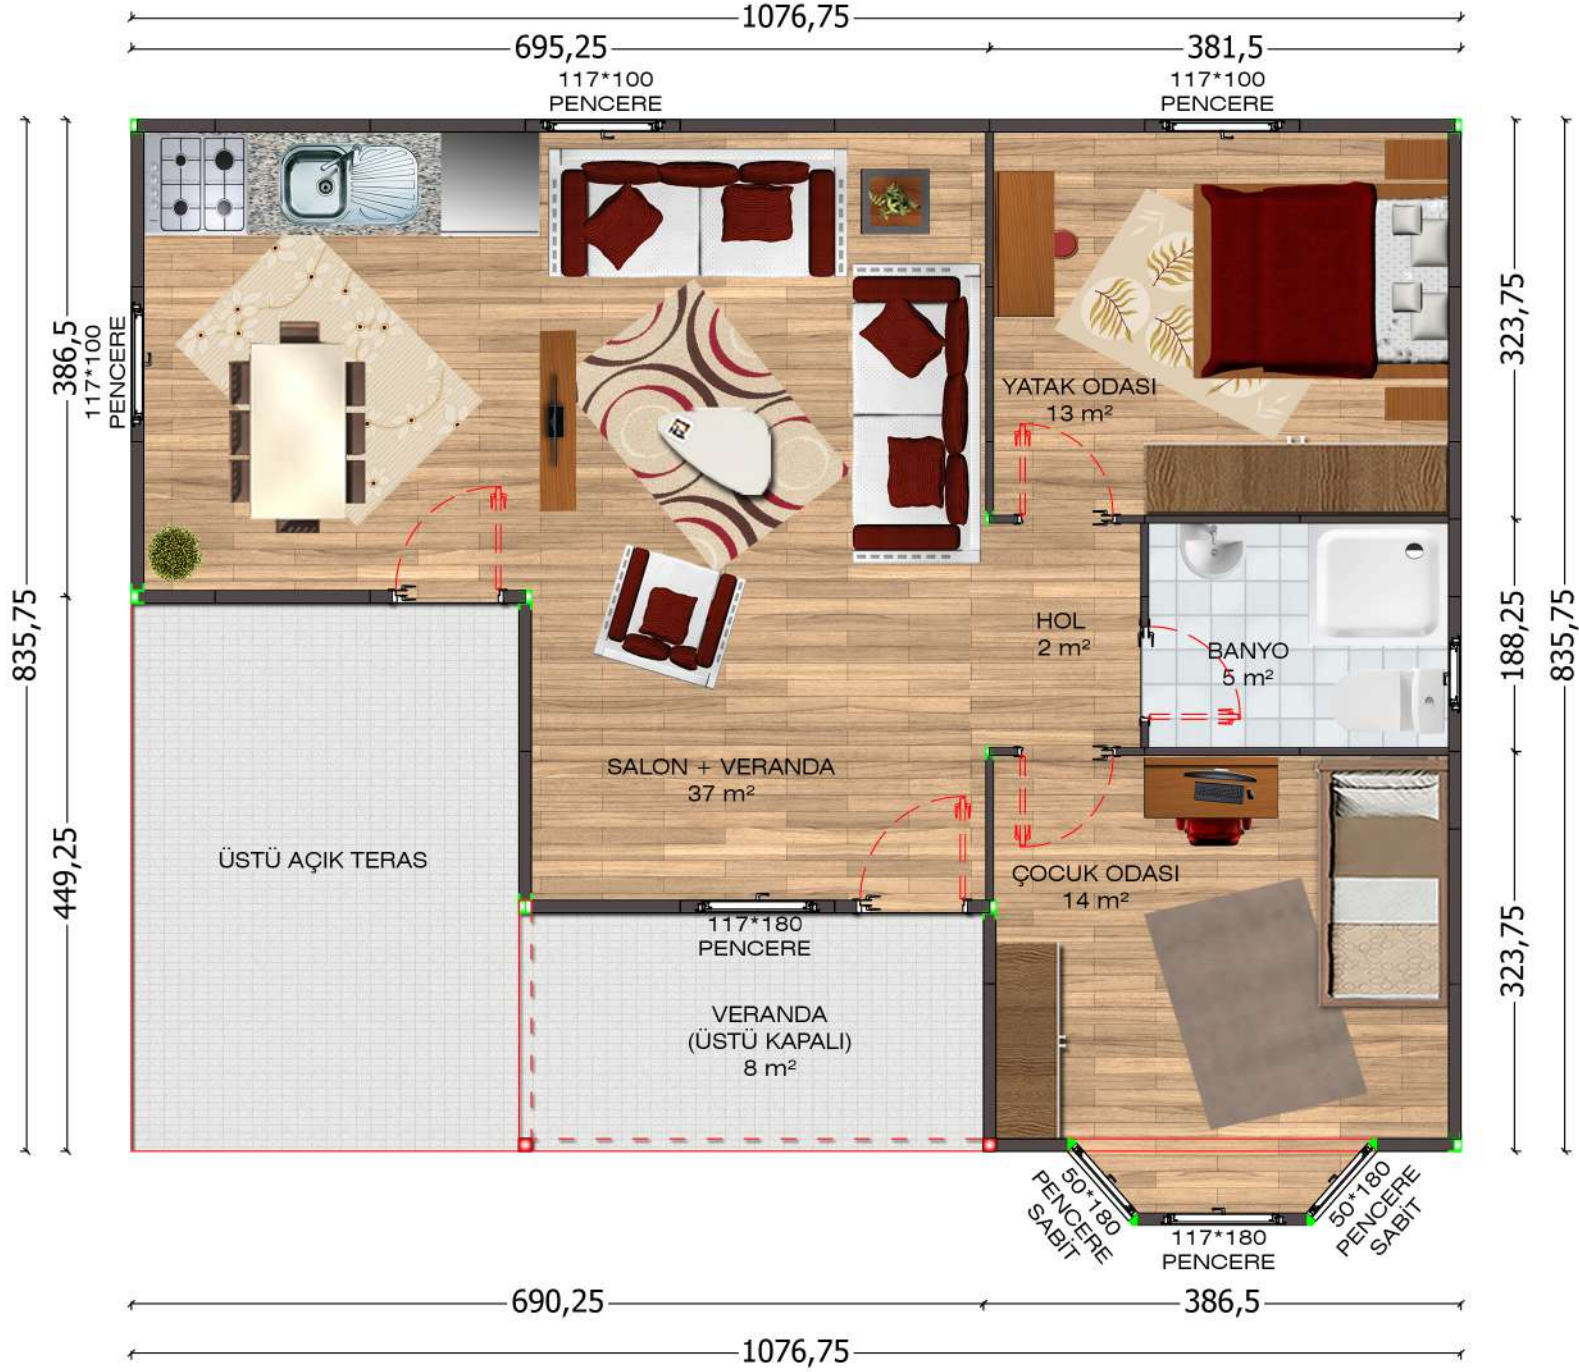 1076,75
695,25
381,5
117*100
PENCERE
117*100
PENCERE
835,75
386,5
117*100
PENCERE
449,25
YATAK ODASI
13 m²
323,75
HOL
2 m²
BANYO
5 m²
188,25
835,75
SALON + VERANDA
37 m²
ÜSTÜ AÇIK TERAS
ÇOCUK ODASI
14 m²
117*180
PENCERE
323,75
VERANDA
(ÜSTÜ KAPALI)
8 m²
50*180
PENCERE
SABİT
117*180
PENCERE
50*180
PENCERE
SABİT
690,25
386,5
1076,75